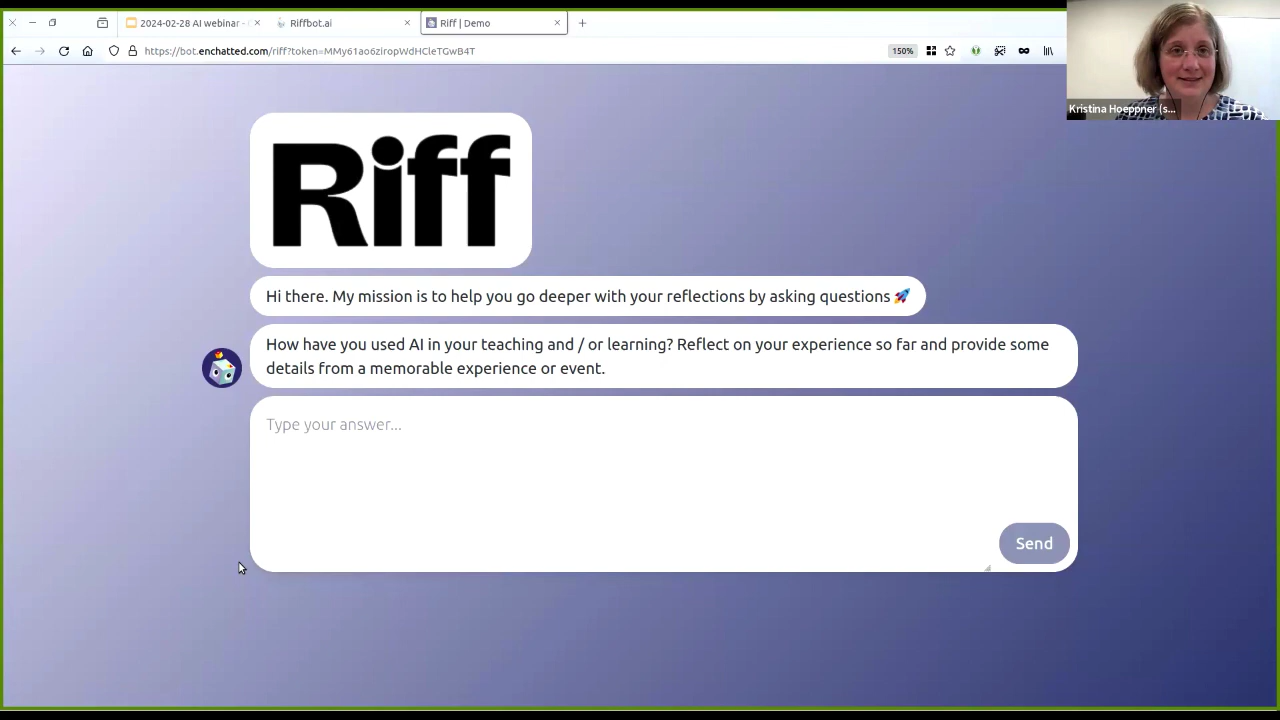 2024-02-28 AI webinar -
Riffbot.ai
Riff | Demo
https://bot.enchatted.com/riff?token=MMy61ao6ziropWdHCleTGwB4T
150%
Kristina Hoeppner (s...
Riff
Hi there. My mission is to help you go deeper with your reflections by asking questions 🚀
How have you used AI in your teaching and / or learning? Reflect on your experience so far and provide some
details from a memorable experience or event.
Type your answer...
Send